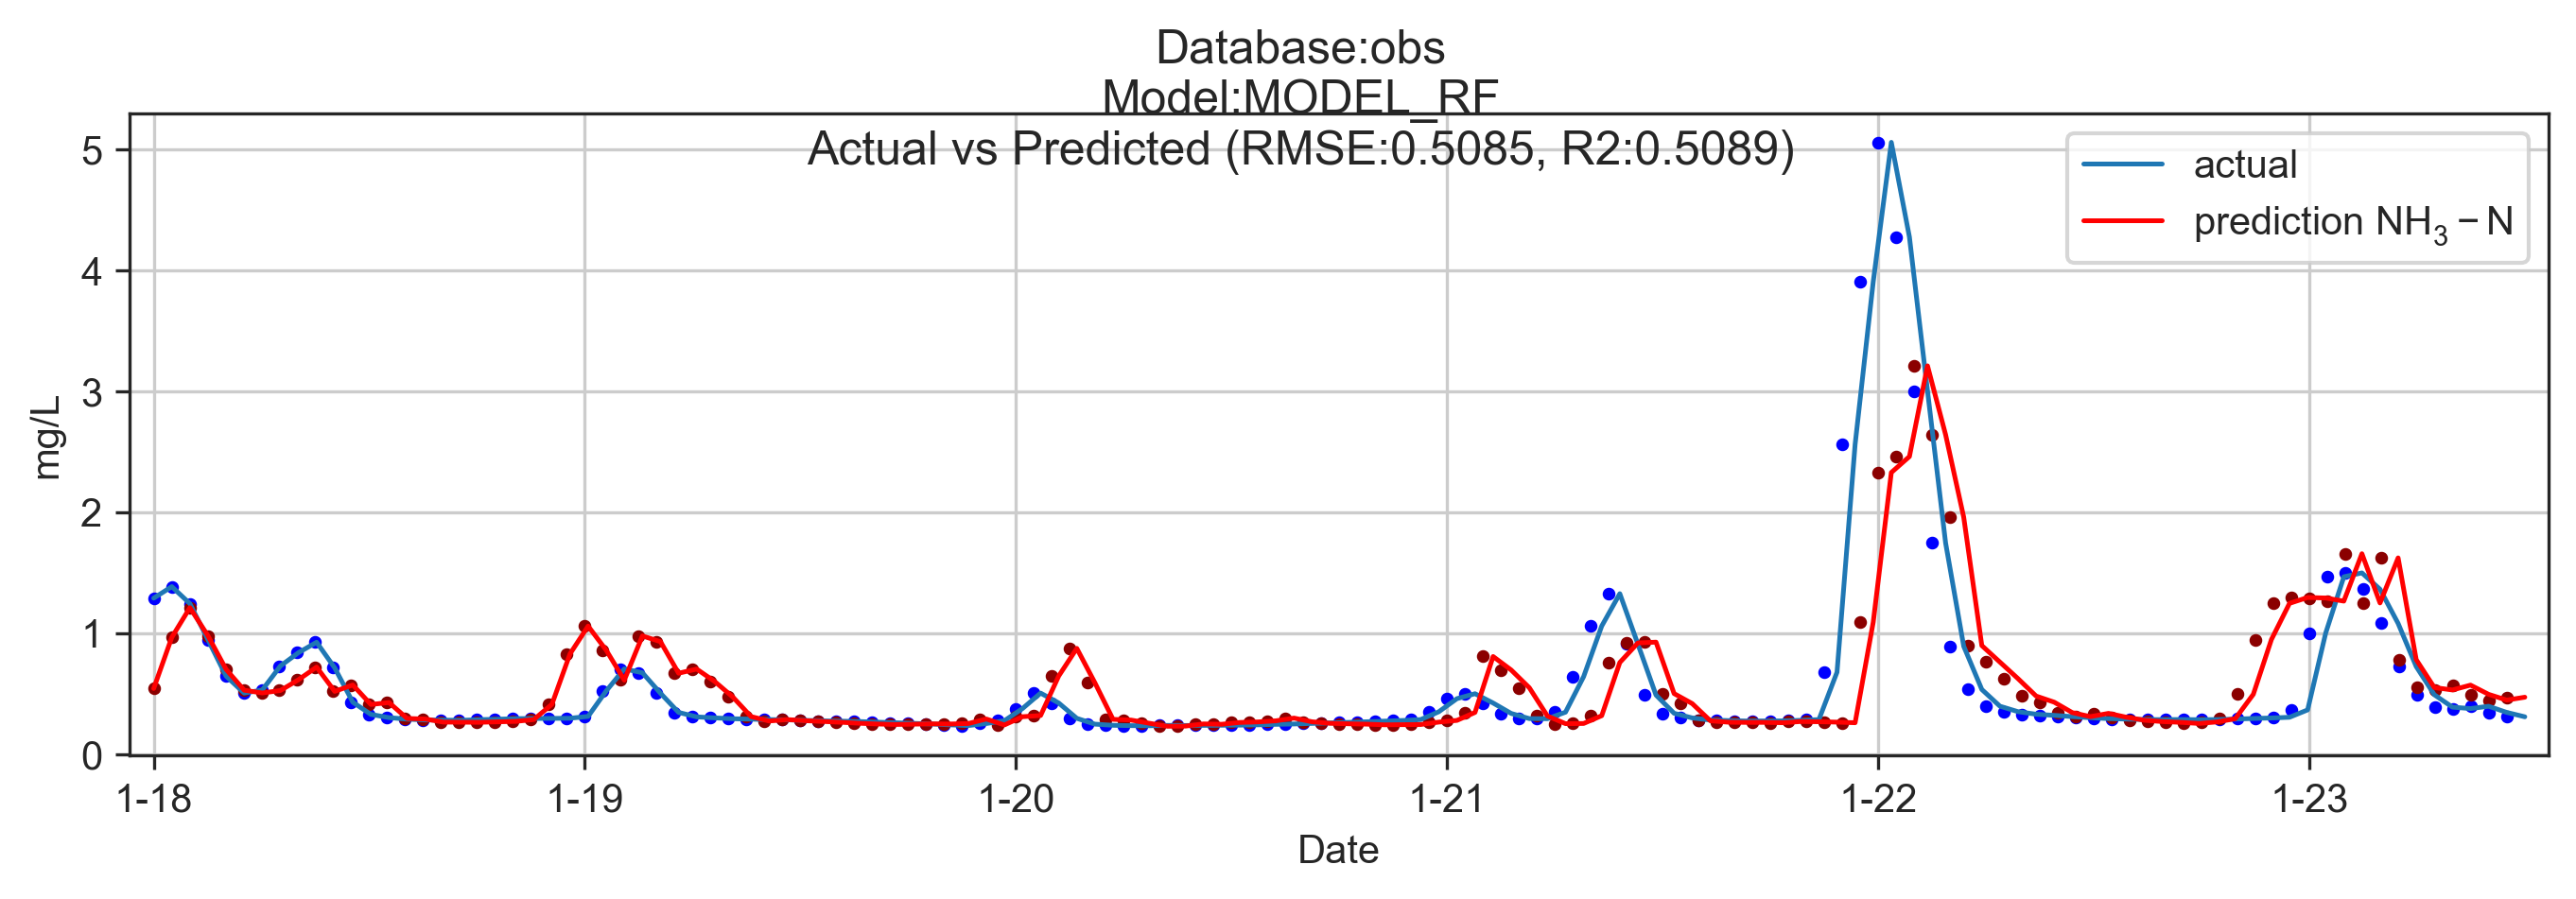 Database:obs
Model:MODEL_RF
Actual vs Predicted (RMSE:0.5085, R2:0.5089)
5
4
3
2
1
0
mg/L
actual
prediction NH₃ − N
1-18 1-19 1-20 1-21 1-22 1-23
Date